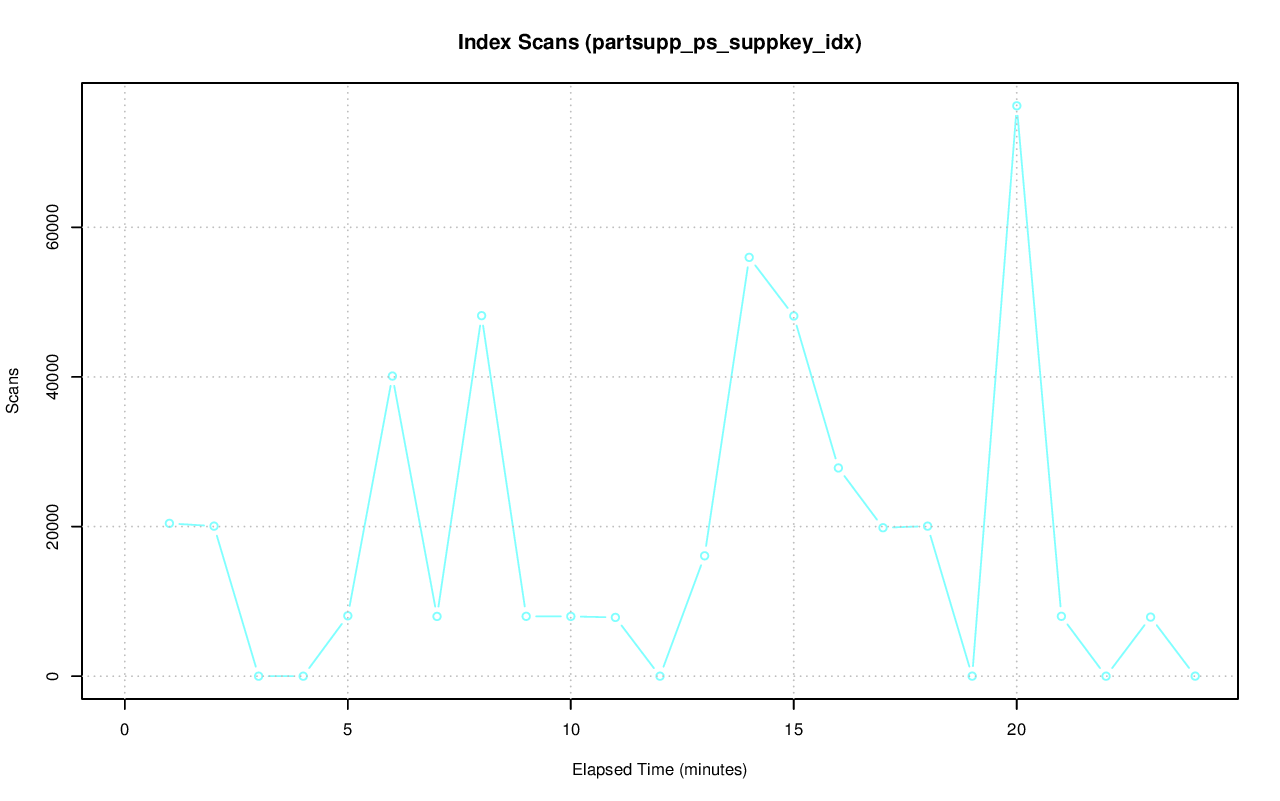 Index Scans (partsupp_ps_suppkey_idx)
Scans
60000
40000
20000
0
0 5 10 15 20
Elapsed Time (minutes)